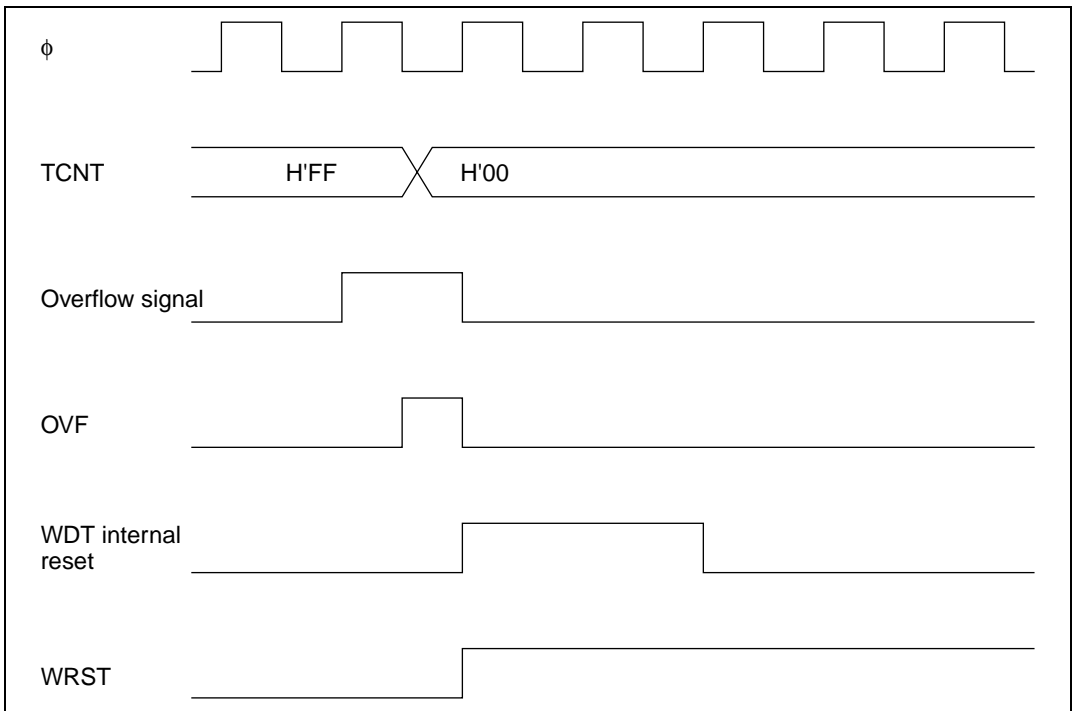 φ
TCNT
H'FF
H'00
Overflow signal
OVF
WDT internal
reset
WRST